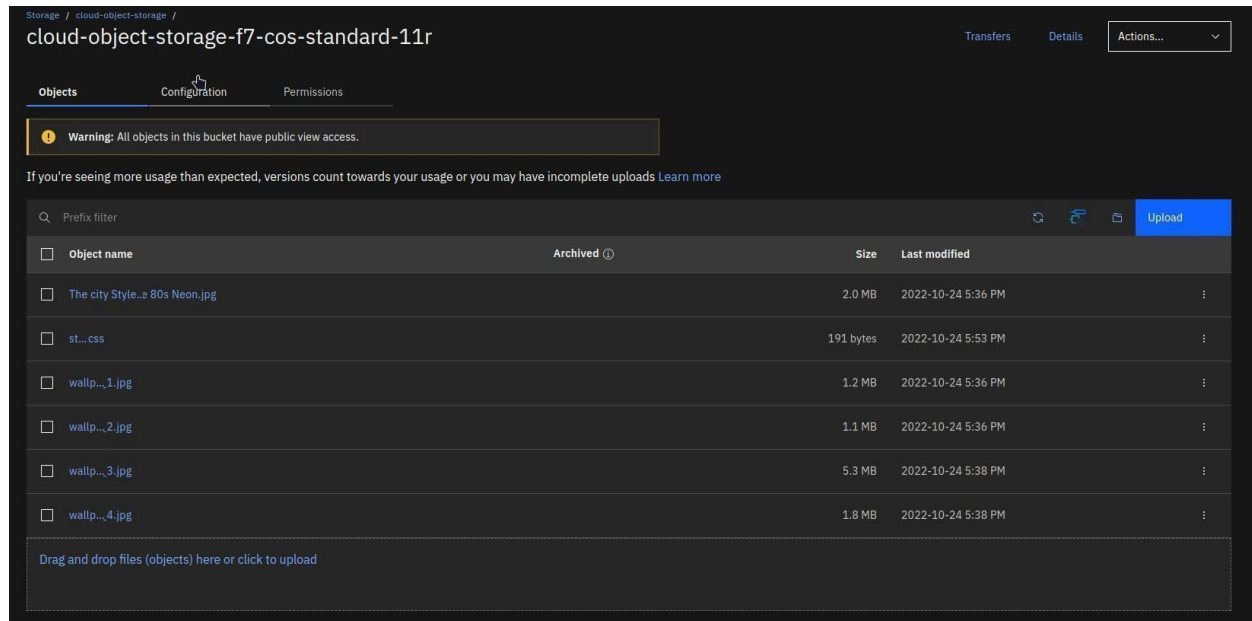 Storage / cloud-object-storage /
cloud-object-storage-f7-cos-standard-11r
Transfers Details Actions...
Objects Configuration Permissions
Warning: All objects in this bucket have public view access.
If you're seeing more usage than expected, versions count towards your usage or you may have incomplete uploads Learn more
Prefix filter Upload
Object name Archived Size Last modified
The city Style..e 80s Neon.jpg 2.0 MB 2022-10-24 5:36 PM
st...css 191 bytes 2022-10-24 5:53 PM
wallp..._1.jpg 1.2 MB 2022-10-24 5:36 PM
wallp..._2.jpg 1.1 MB 2022-10-24 5:36 PM
wallp..._3.jpg 5.3 MB 2022-10-24 5:38 PM
wallp..._4.jpg 1.8 MB 2022-10-24 5:38 PM
Drag and drop files (objects) here or click to upload